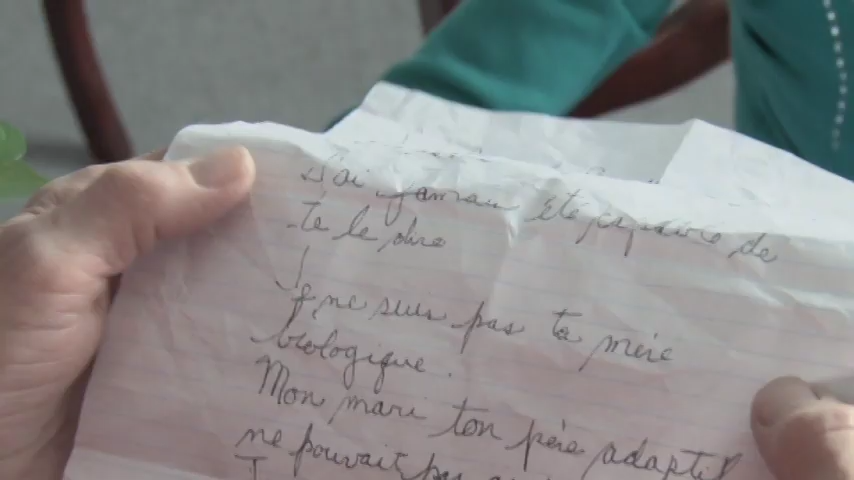 J'ai jamais été capable de
te le dire
Je ne suis pas ta mère
biologique.
Mon mari ton père adaptif
ne pouvait pas